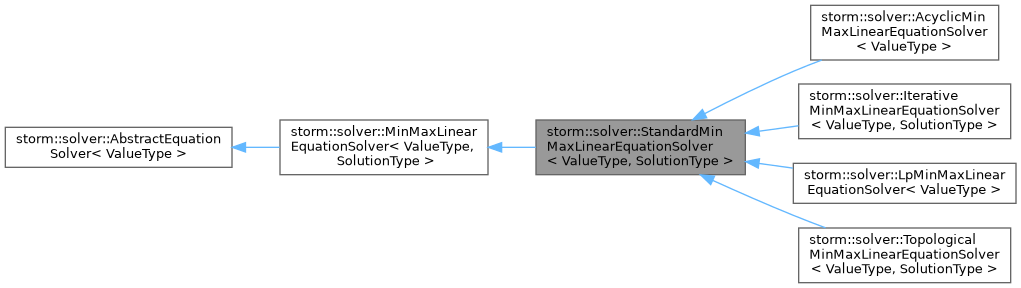 storm::solver::AbstractEquation
Solver< ValueType >
storm::solver::MinMaxLinear
EquationSolver< ValueType,
SolutionType >
storm::solver::StandardMin
MaxLinearEquationSolver
< ValueType, SolutionType >
storm::solver::AcyclicMin
MaxLinearEquationSolver
< ValueType >
storm::solver::Iterative
MinMaxLinearEquationSolver
< ValueType, SolutionType >
storm::solver::LpMinMaxLinear
EquationSolver< ValueType >
storm::solver::Topological
MinMaxLinearEquationSolver
< ValueType, SolutionType >